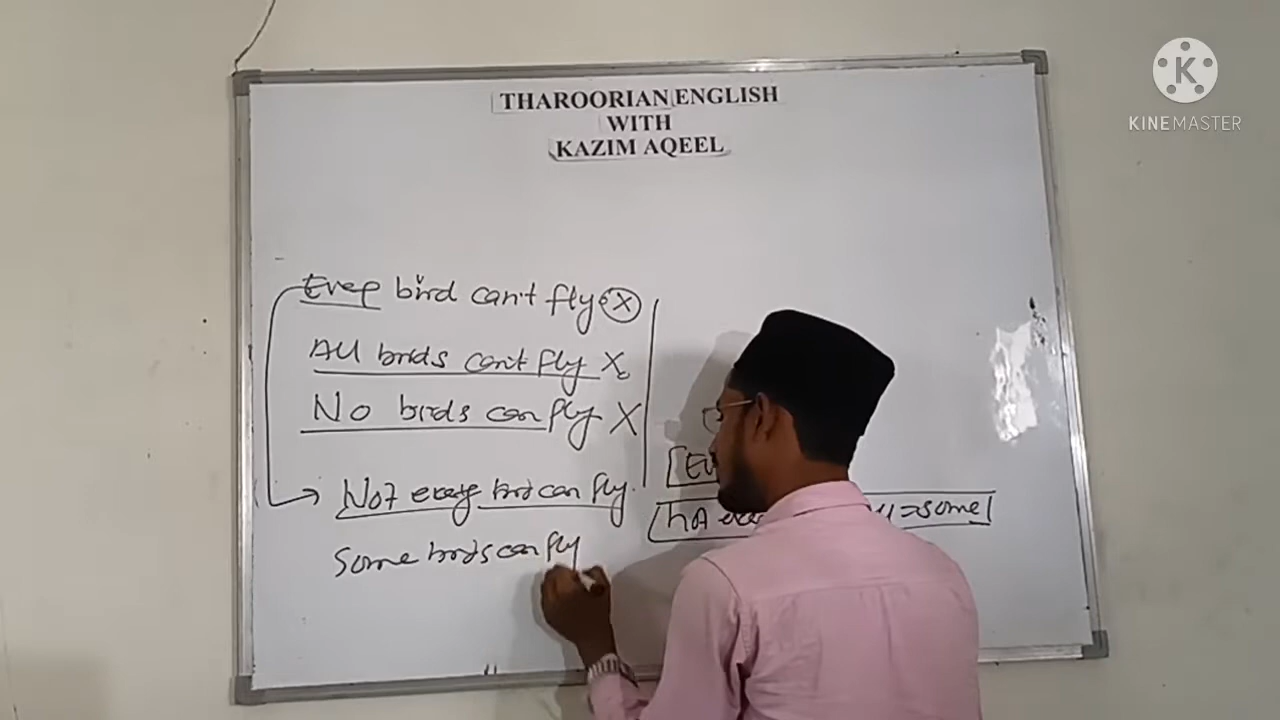 THAROORIAN ENGLISH
WITH
KAZIM AQEEL
KINEMASTER
Every bird can't fly. X
All birds can't fly X
No birds can fly X
Not every bird can fly.
Some birds can fly
= some